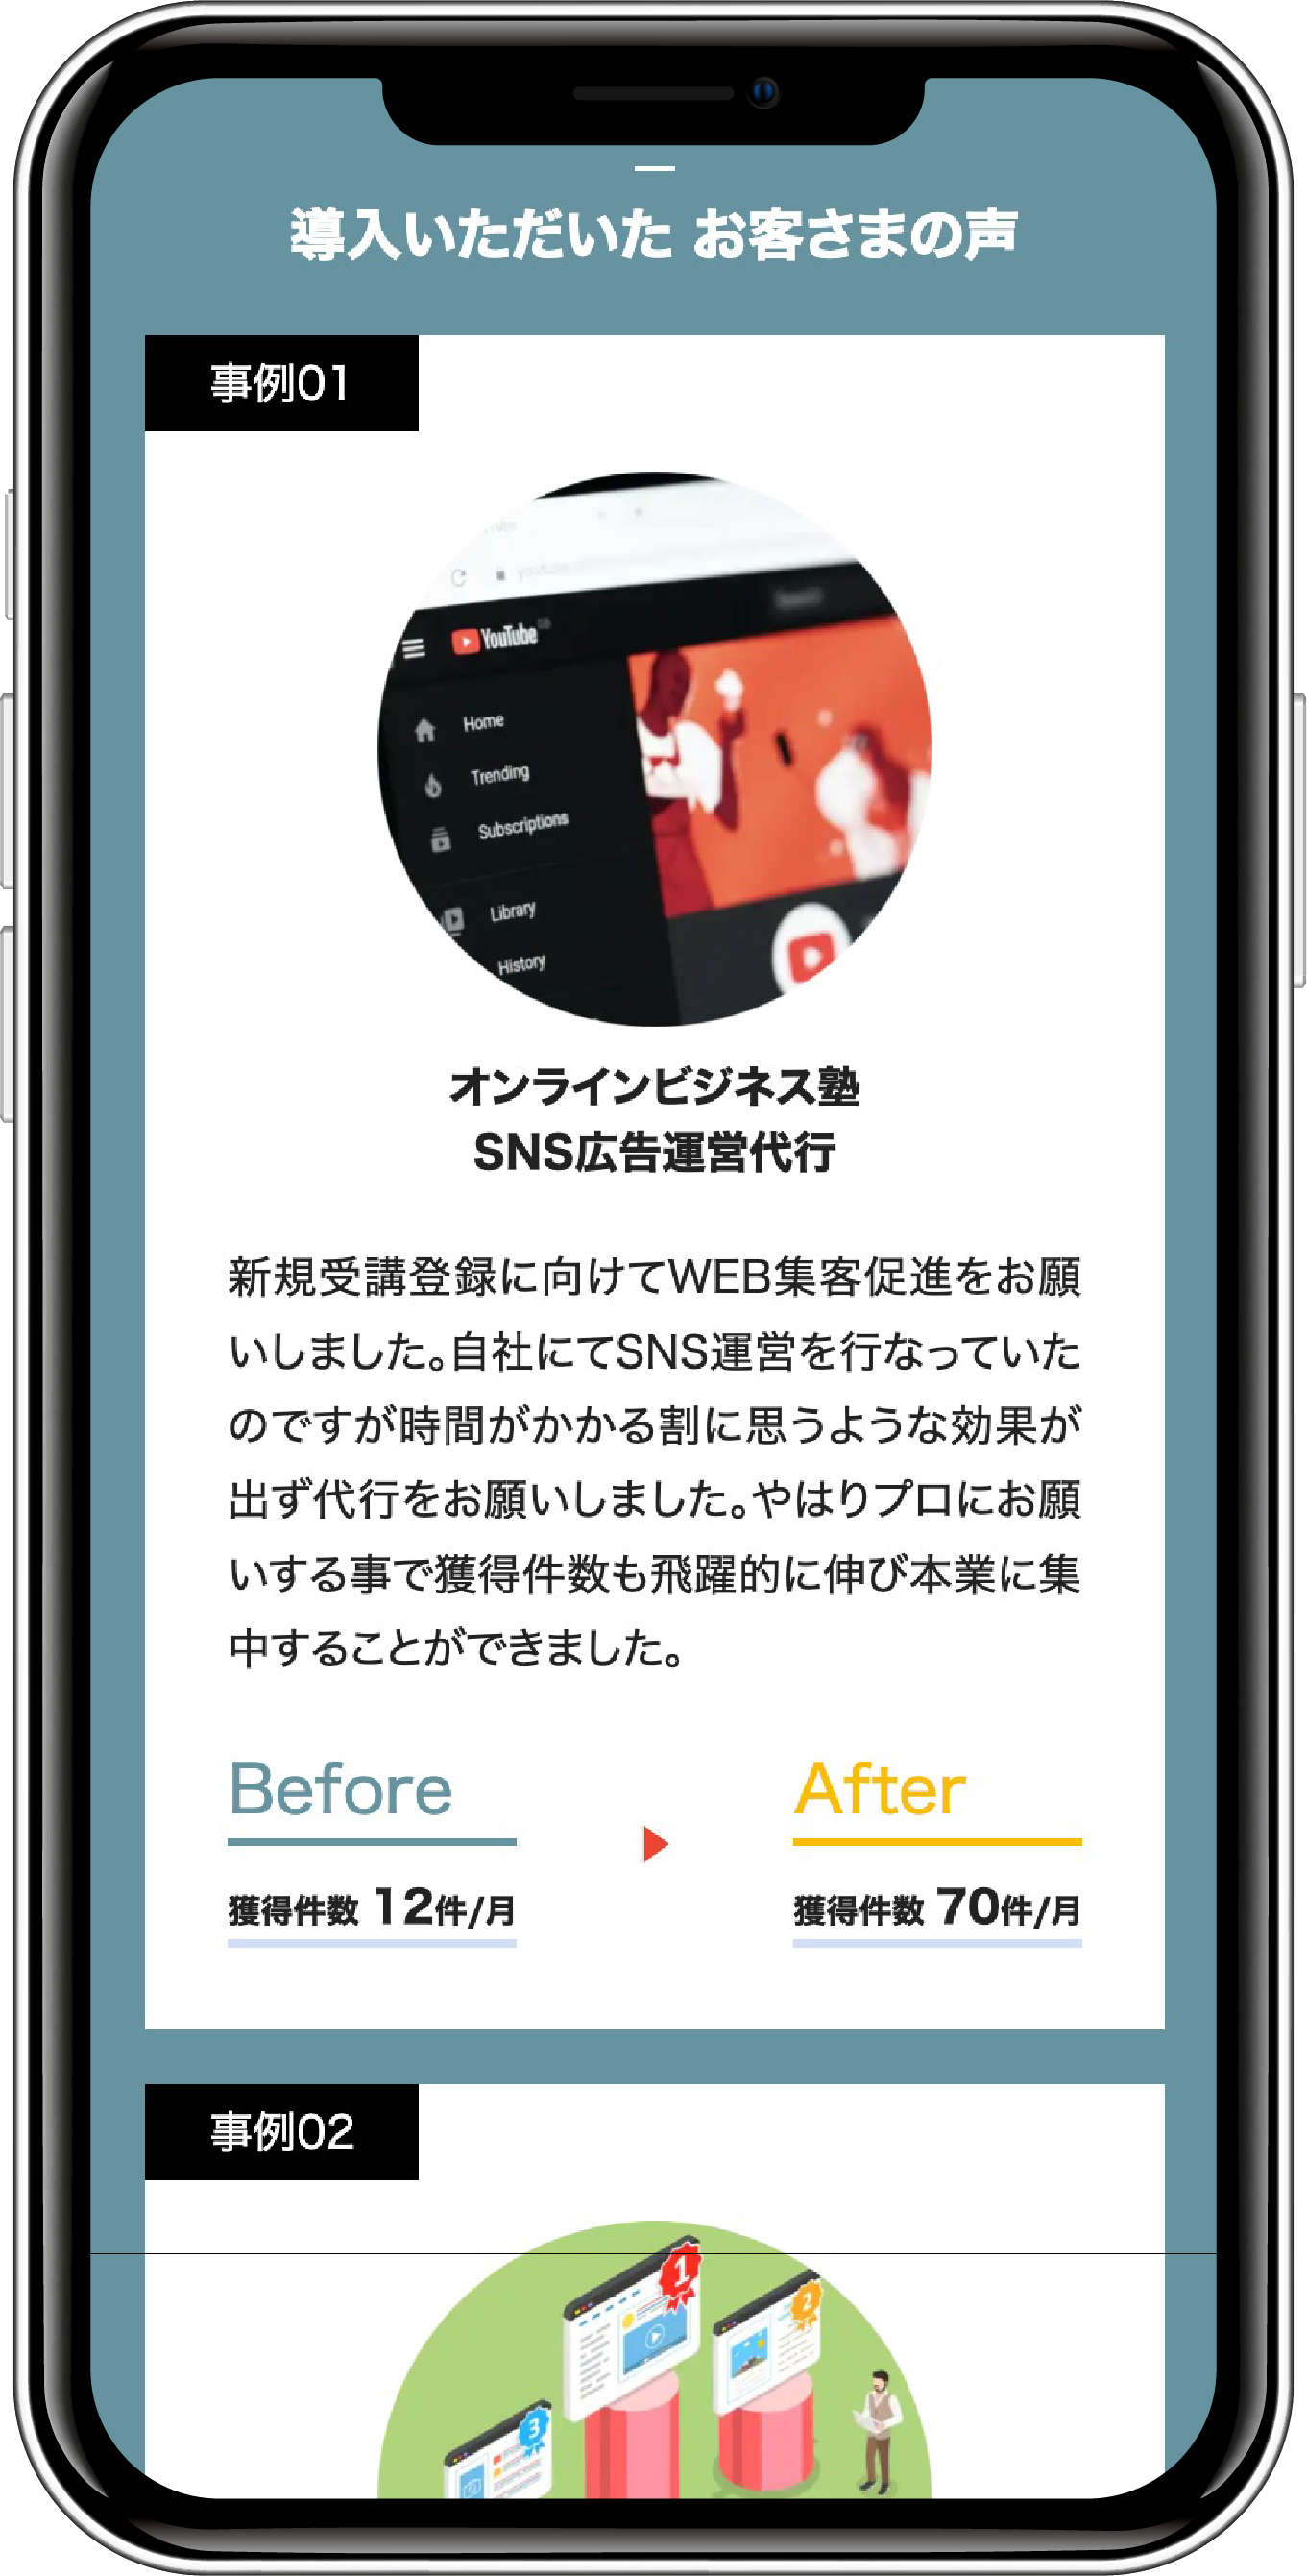 導入いただいた お客さまの声
事例01
YouTube
Home
Trending
Subscriptions
Library
History
オンラインビジネス塾
SNS広告運営代行
新規受講登録に向けてWEB集客促進をお願
いしました。自社にてSNS運営を行なっていた
のですが時間がかかる割に思うような効果が
出ず代行をお願いしました。やはりプロにお願
いする事で獲得件数も飛躍的に伸び本業に集
中することができました。
Before
After
獲得件数 12件/月
獲得件数 70件/月
事例02
1
2
3